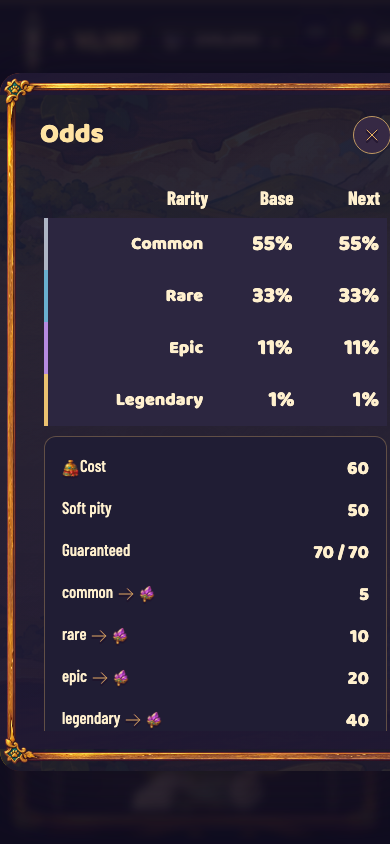 Odds
Rarity Base Next
Common 55% 55%
Rare 33% 33%
Epic 11% 11%
Legendary 1% 1%
Cost 60
Soft pity 50
Guaranteed 70 / 70
common → 5
rare → 10
epic → 20
legendary → 40